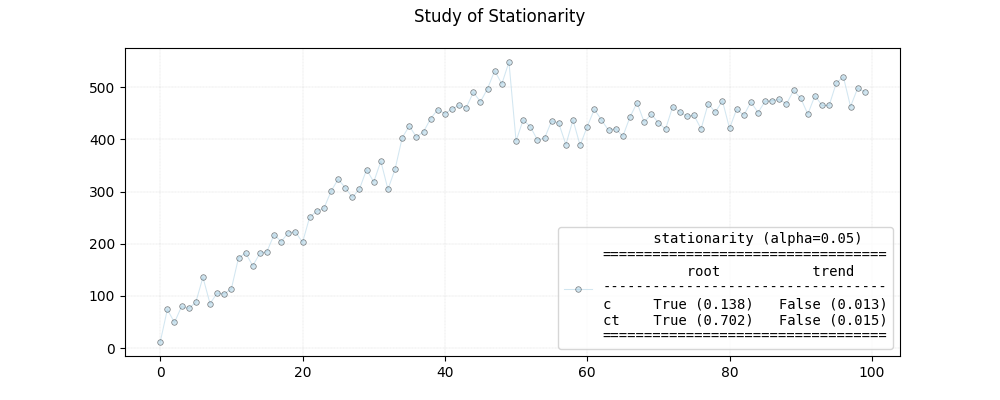 Study of Stationarity
500
400
300
200
100
0
stationarity (alpha=0.05)
==================================
root trend
----------------------------------
c True (0.138) False (0.013)
ct True (0.702) False (0.015)
==================================
0 20 40 60 80 100